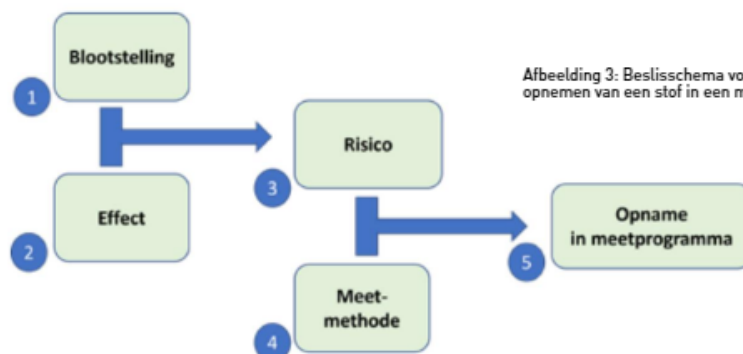 Blootstelling
1
Afbeelding 3: Beslisschema
opnemen van een stof in een
Risico
3
Effect
2
Opname
in meetprogramma
5
Meet-
methode
4